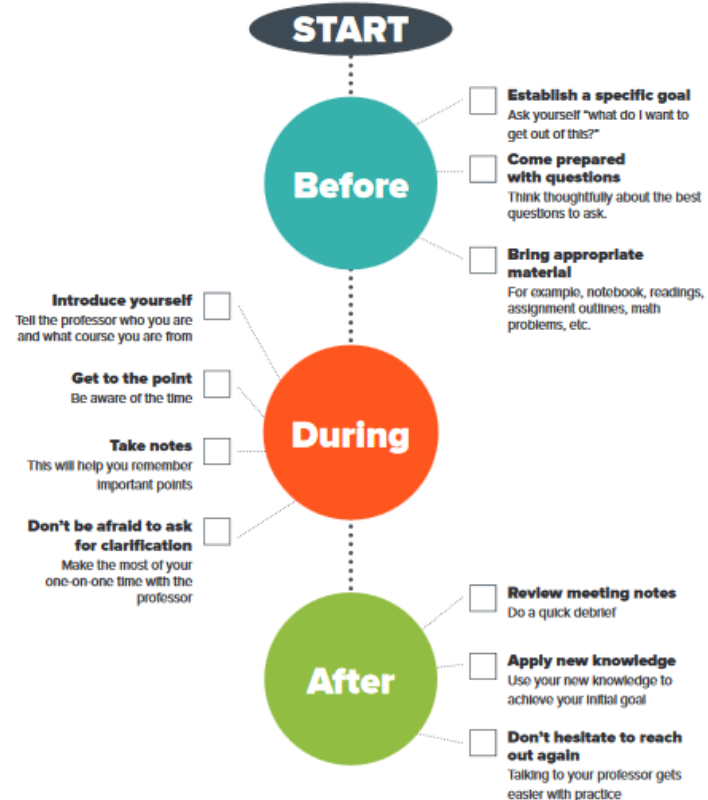 START
Before
Establish a specific goal
Ask yourself "what do I want to
get out of this?"
Come prepared
with questions
Think thoughtfully about the best
questions to ask.
Bring appropriate
material
For example, notebook, readings,
assignment outlines, math
problems, etc.
During
Introduce yourself
Tell the professor who you are
and what course you are from
Get to the point
Be aware of the time
Take notes
This will help you remember
important points
Don't be afraid to ask
for clarification
Make the most of your
one-on-one time with the
professor
After
Review meeting notes
Do a quick debrief
Apply new knowledge
Use your new knowledge to
achieve your initial goal
Don't hesitate to reach
out again
Talking to your professor gets
easier with practice